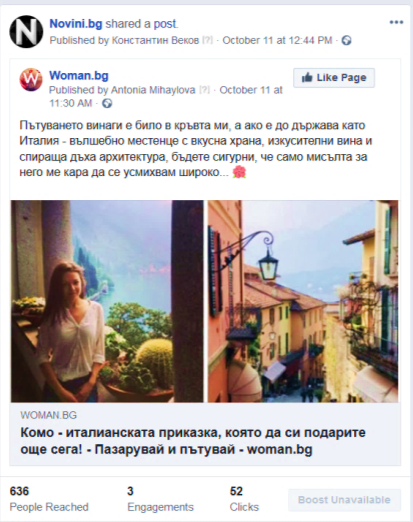 Novini.bg shared a post.
Published by Константин Веков [?] · October 11 at 12:44 PM ·
Woman.bg
Published by Antonia Mihaylova [?] · October 11 at
11:30 AM ·
Like Page
Пътуването винаги е било в кръвта ми, а ако е до държава като
Италия - вълшебно местенце с вкусна храна, изкусителни вина и
спираща дъха архитектура, бъдете сигурни, че само мисълта за
него ме кара да се усмихвам широко...
WOMAN.BG
Комо - италианската приказка, която да си подарите
още сега! - Пазарувай и пътувай - woman.bg
636
People Reached
3
Engagements
52
Clicks
Boost Unavailable